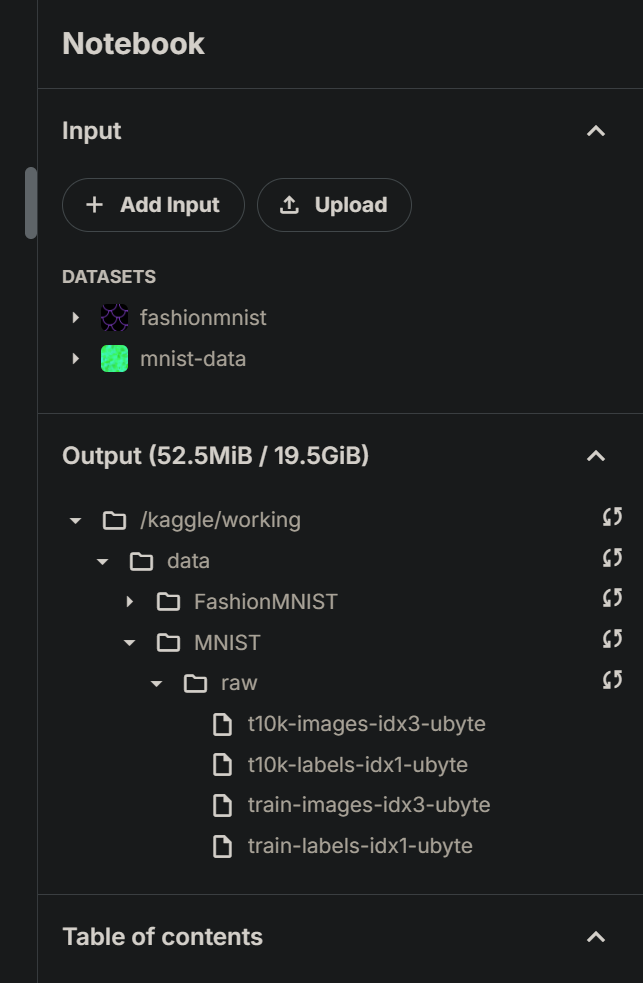 Notebook
Input
Add Input
Upload
DATASETS
fashionmnist
mnist-data
Output (52.5MiB / 19.5GiB)
/kaggle/working
data
FashionMNIST
MNIST
raw
t10k-images-idx3-ubyte
t10k-labels-idx1-ubyte
train-images-idx3-ubyte
train-labels-idx1-ubyte
Table of contents